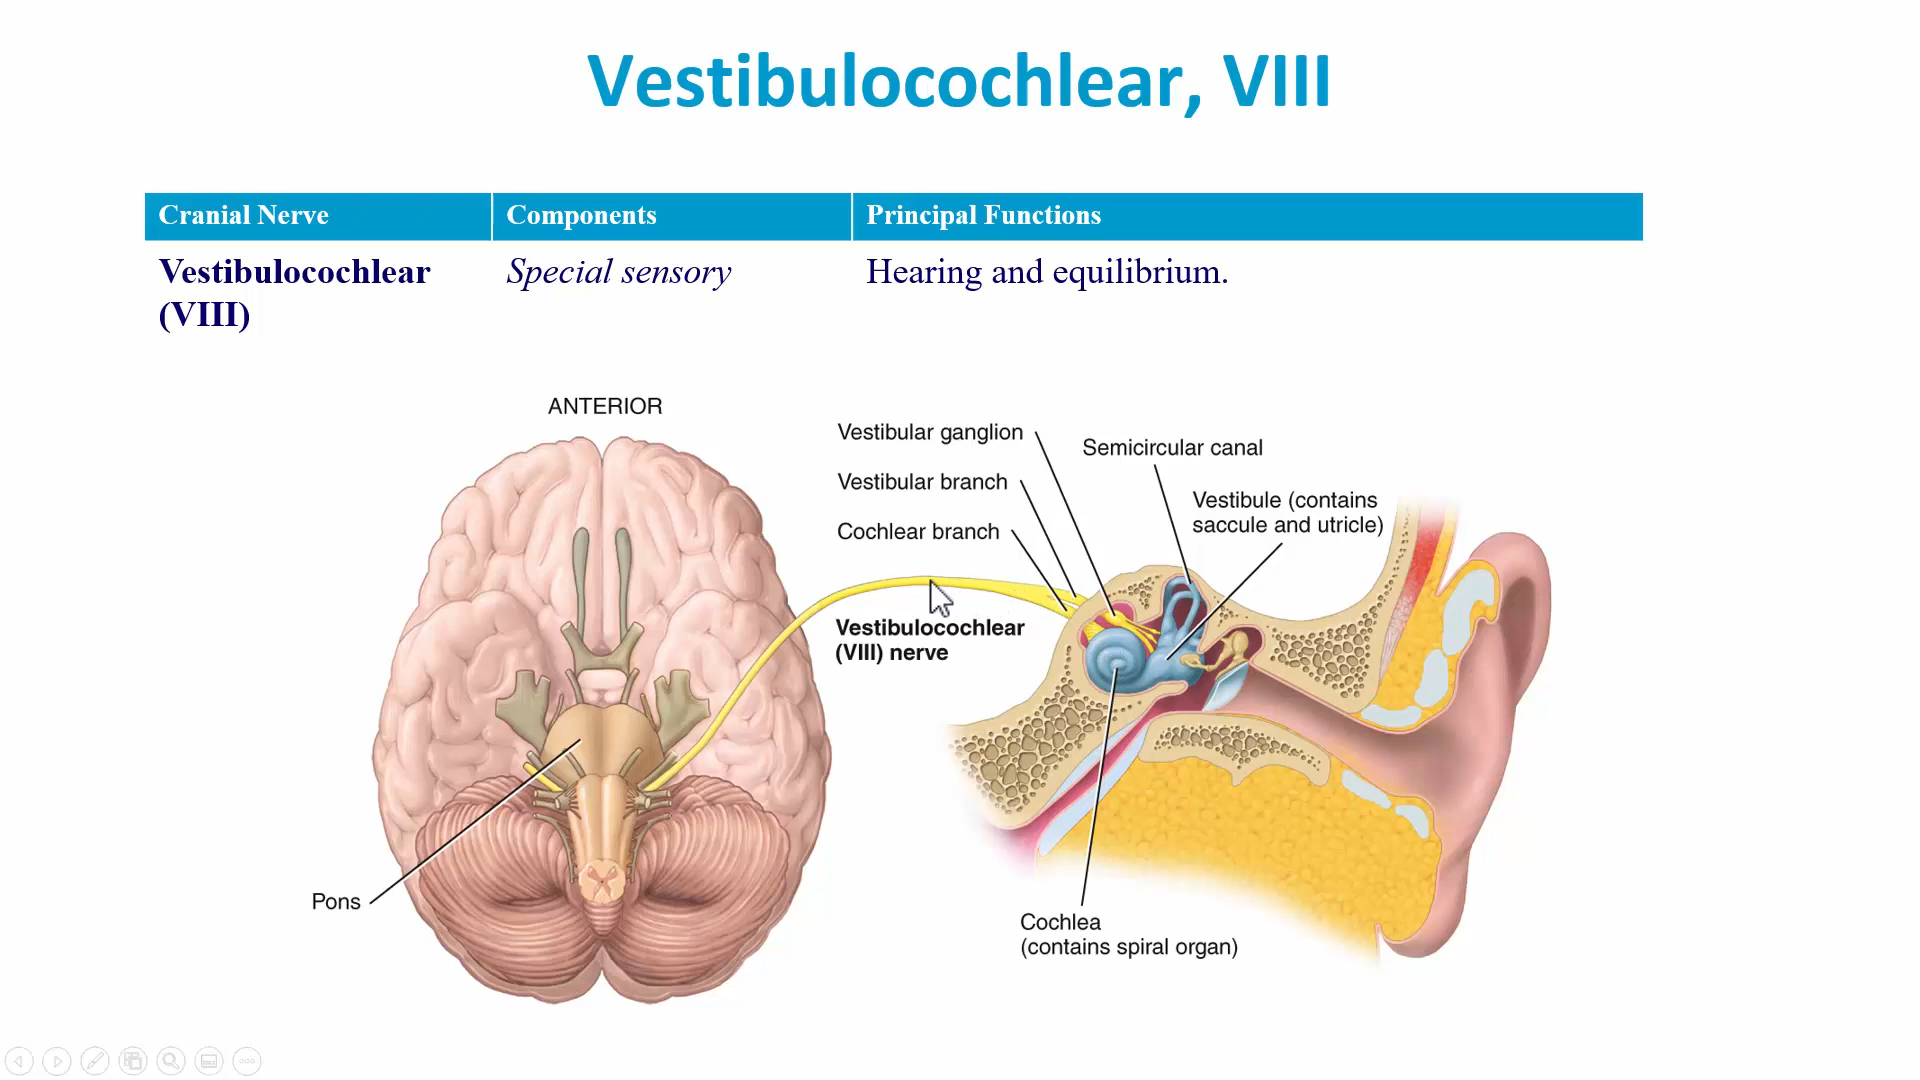 Vestibulocochlear, VIII
Cranial Nerve
Components
Principal Functions
Vestibulocochlear
(VIII)
Special sensory
Hearing and equilibrium.
ANTERIOR
Vestibular ganglion
Semicircular canal
Vestibular branch
Vestibule (contains
saccule and utricle)
Cochlear branch
Vestibulocochlear
(VIII) nerve
Pons
Cochlea
(contains spiral organ)